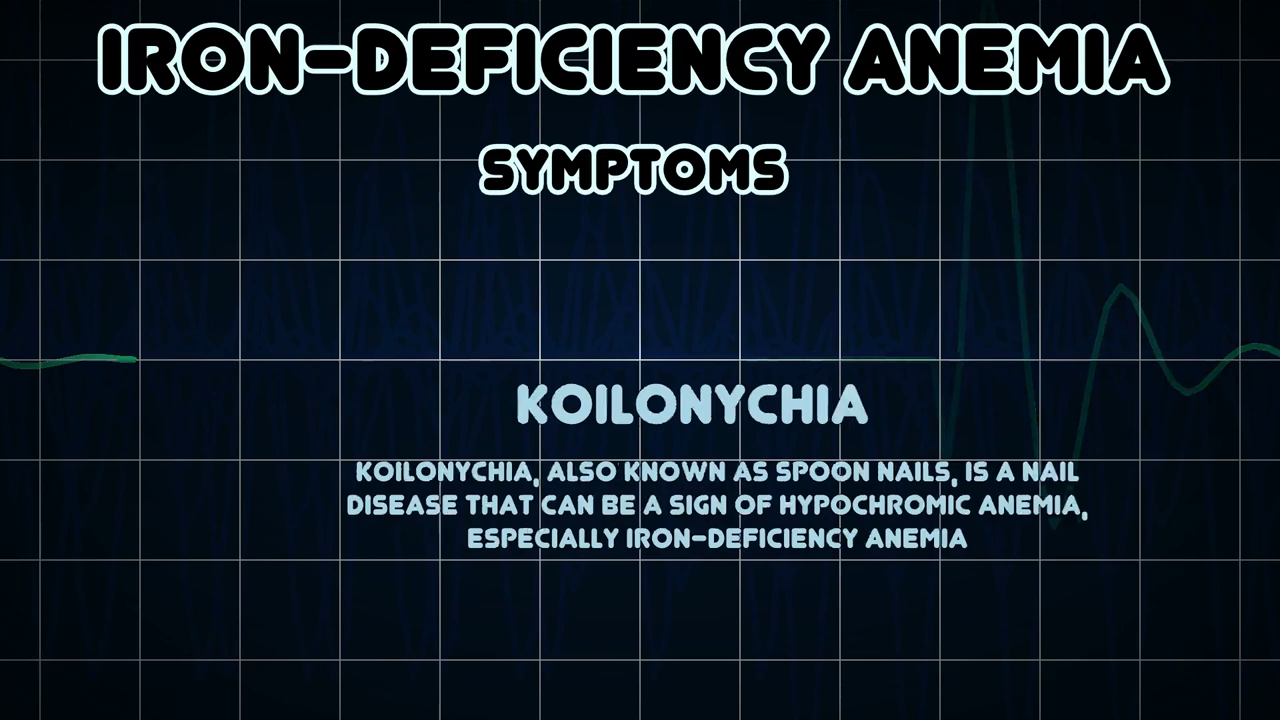 IRON-DEFICIENCY ANEMIA
SYMPTOMS
KOILONYCHIA
KOILONYCHIA, ALSO KNOWN AS SPOON NAILS, IS A NAIL
DISEASE THAT CAN BE A SIGN OF HYPOCHROMIC ANEMIA,
ESPECIALLY IRON-DEFICIENCY ANEMIA